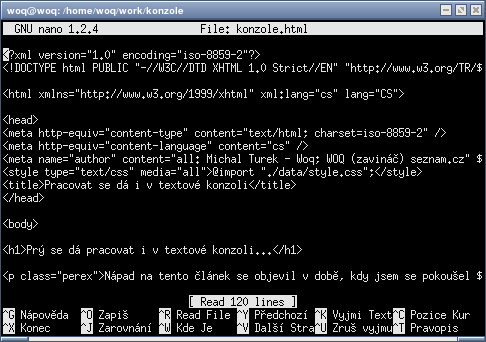 woq@woq: /home/woq/work/konzole
GNU nano 1.2.4 File: konzole.html
<?xml version="1.0" encoding="iso-8859-2"?>
<!DOCTYPE html PUBLIC "-//W3C//DTD XHTML 1.0 Strict//EN" "http://www.w3.org/TR/$
<html xmlns="http://www.w3.org/1999/xhtml" xml:lang="cs" lang="CS">
<head>
<meta http-equiv="content-type" content="text/html; charset=iso-8859-2" />
<meta http-equiv="content-language" content="cs" />
<meta name="author" content="all: Michal Turek - Woq; WOQ (zavináč) seznam.cz" $
<style type="text/css" media="all">@import "./data/style.css";</style>
<title>Pracovat se dá i v textové konzoli</title>
</head>
<body>
<h1>Prý se dá pracovat i v textové konzoli...</h1>
<p class="perex">Nápad na tento článek se objevil v době, kdy jsem se pokoušel $
[ Read 120 lines ]
^G Nápověda ^O Zapiš ^R Read File ^Y Předchozí ^K Vyjmi Text^C Pozice Kur
^X Konec ^J Zarovnání ^W Kde Je ^V Další Stra^U Zruš vyjmu^T Pravopis